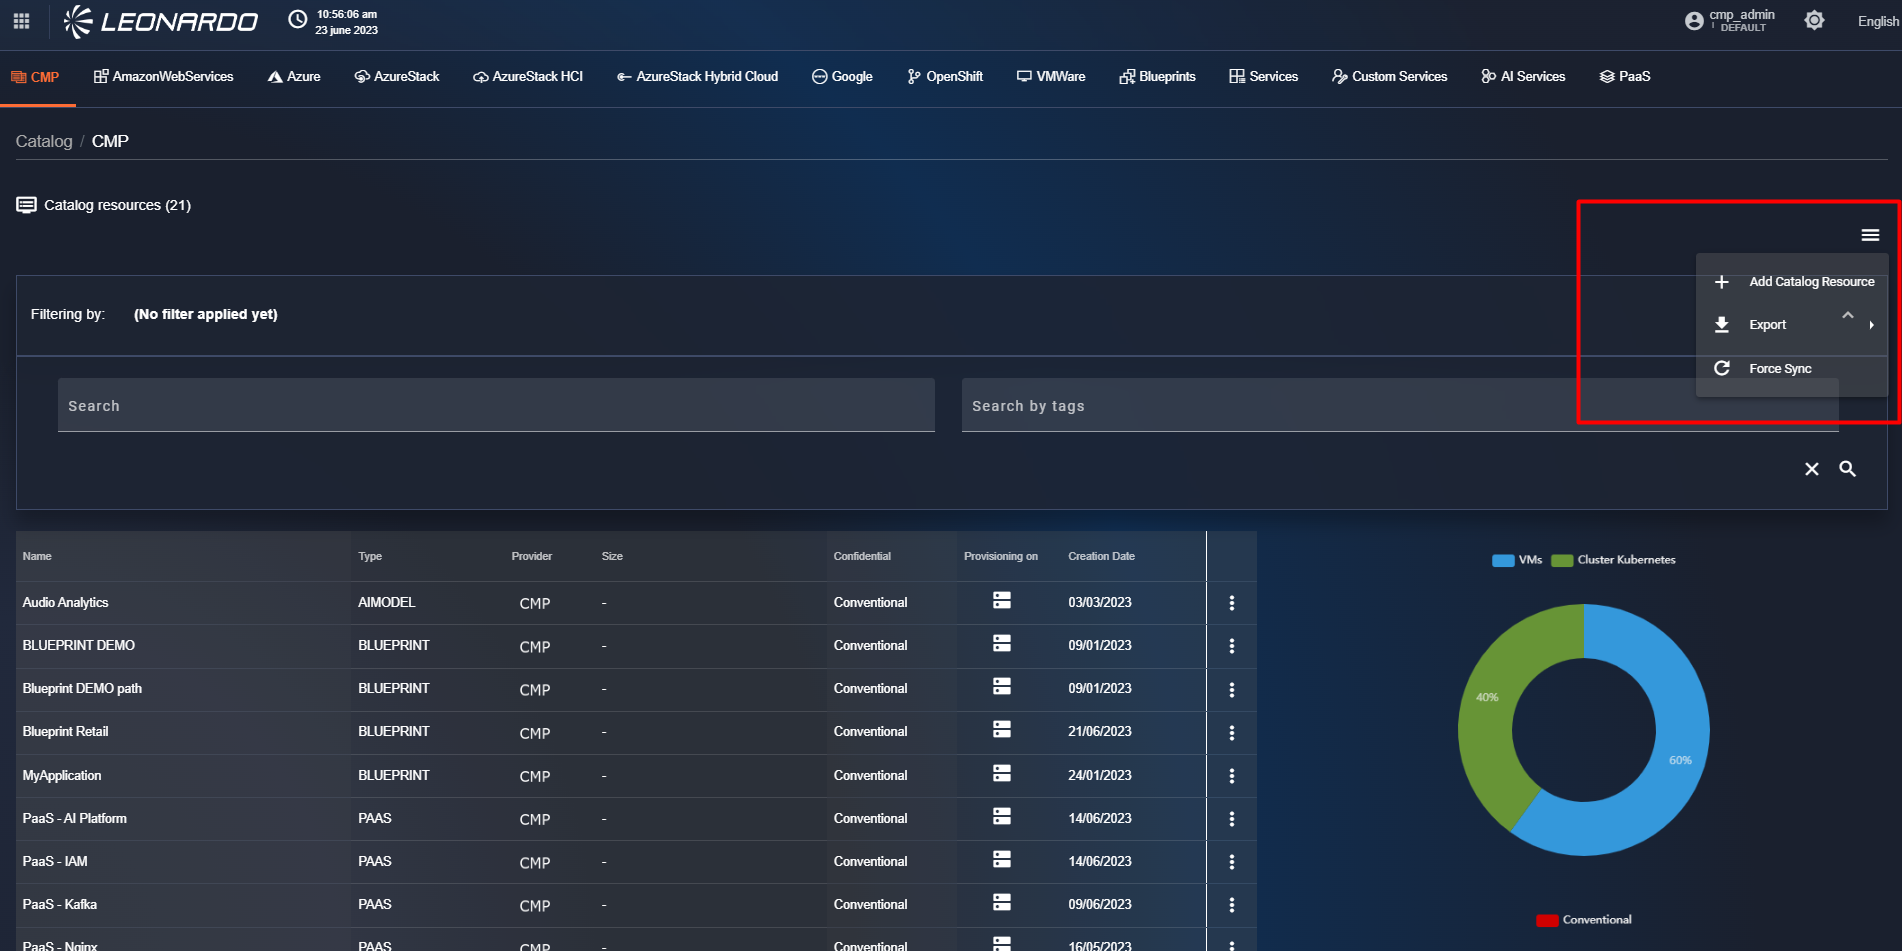 LEONARDO
10:56:06 am
23 june 2023
cmp_admin
DEFAULT
English
CMP AmazonWebServices Azure AzureStack AzureStack HCI AzureStack Hybrid Cloud Google OpenShift VMWare Blueprints Services Custom Services AI Services PaaS
Catalog / CMP
Catalog resources (21)
Add Catalog Resource
Export
Force Sync
Filtering by: (No filter applied yet)
Search Search by tags
Name Type Provider Size Confidential Provisioning on Creation Date
Audio Analytics AIMODEL CMP - Conventional 03/03/2023
BLUEPRINT DEMO BLUEPRINT CMP - Conventional 09/01/2023
Blueprint DEMO path BLUEPRINT CMP - Conventional 09/01/2023
Blueprint Retail BLUEPRINT CMP - Conventional 21/06/2023
MyApplication BLUEPRINT CMP - Conventional 24/01/2023
PaaS - AI Platform PAAS CMP - Conventional 14/06/2023
PaaS - IAM PAAS CMP - Conventional 14/06/2023
PaaS - Kafka PAAS CMP - Conventional 09/06/2023
PaaS - Nginx PAAS CMP - Conventional 16/05/2023
VMs Cluster Kubernetes
40%
60%
Conventional